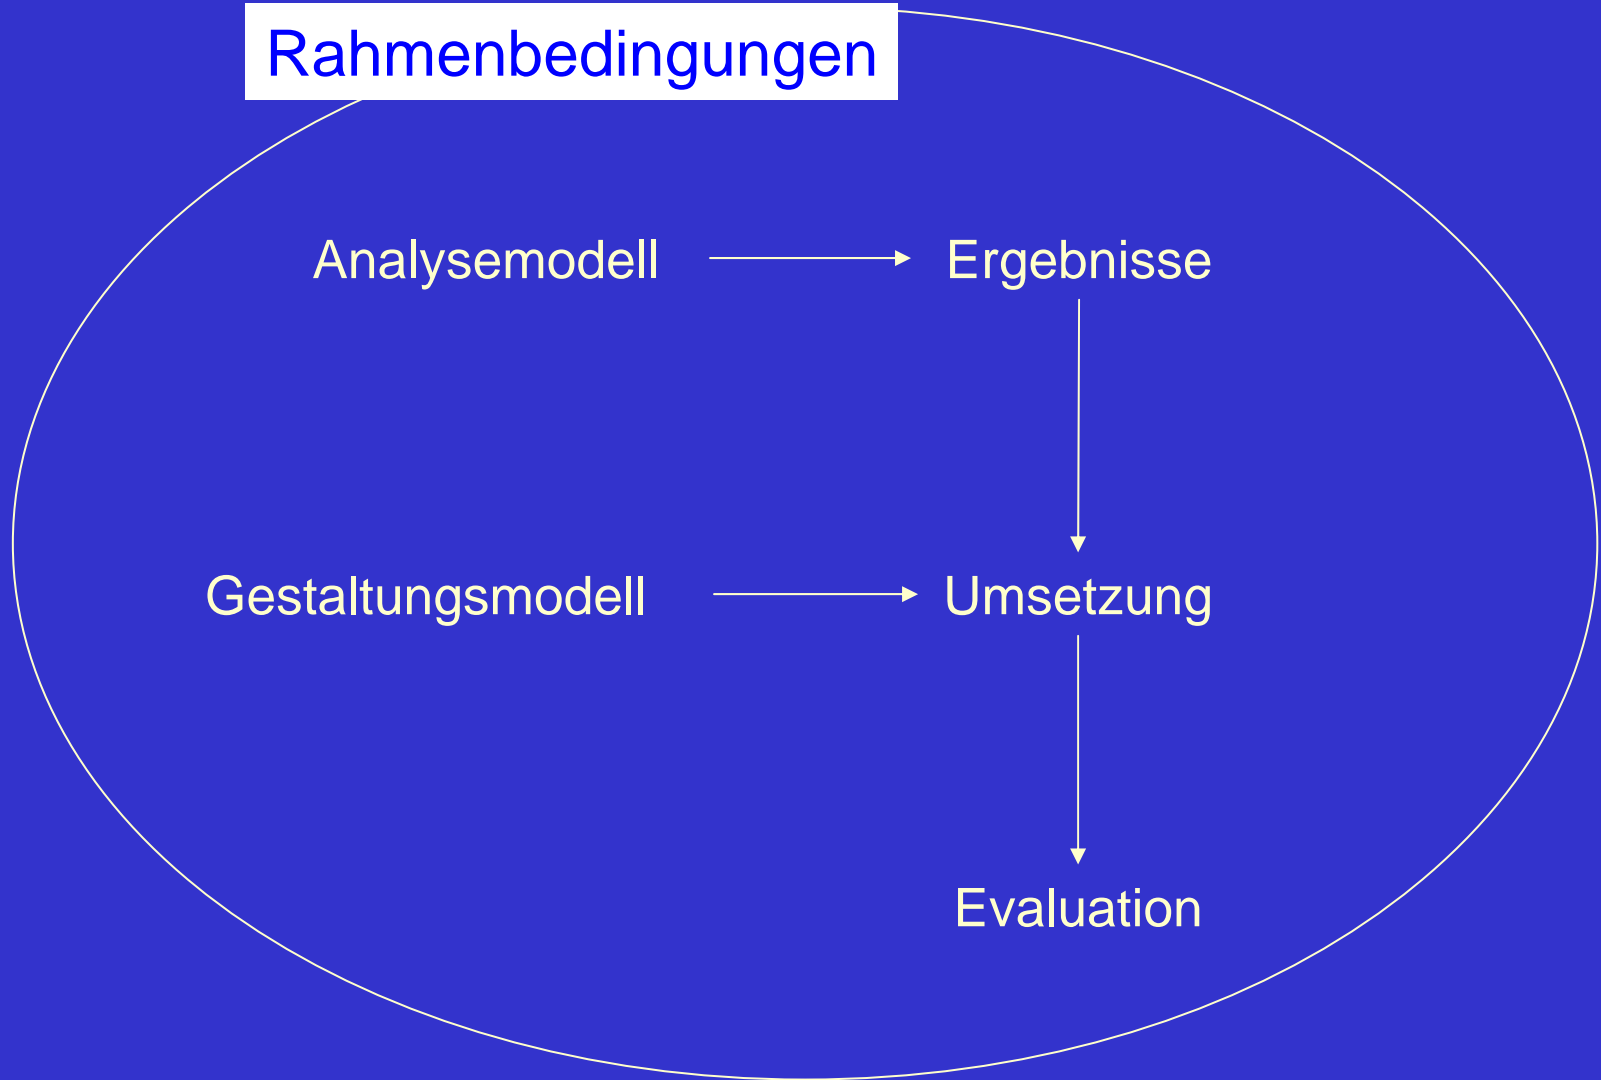 Rahmenbedingungen
Analysemodell
Ergebnisse
Gestaltungsmodell
Umsetzung
Evaluation